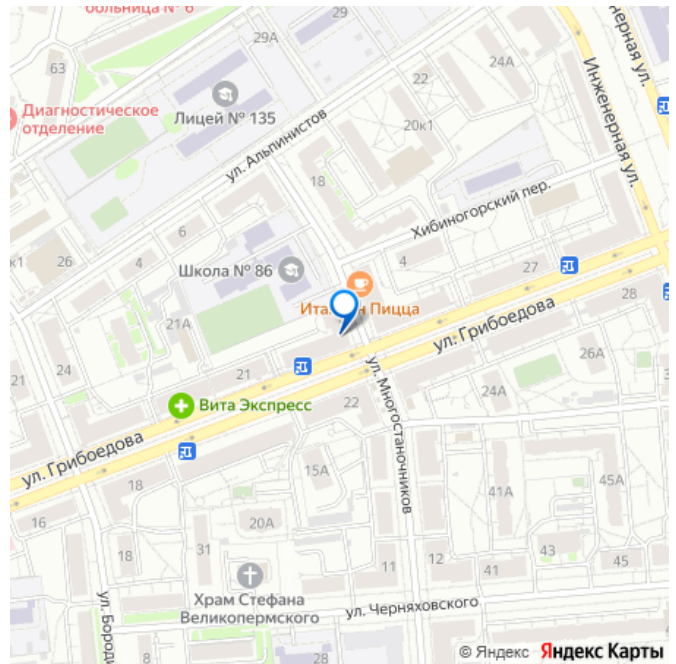 больница № 6
29
29А
63
Диагностическое
отделение
Лицей № 135
ул. Альпинистов
22
24А
20к1
Инженерная ул.
Инженерная ул.
18
Хибиногорский пер.
6
4
к1
26
Школа № 86
4
27
28
Италиан Пицца
21А
ул. Грибоедова
26А
21
24
21
Вита Экспресс
22
ул. Многостаночников
24А
ул. Грибоедова
18
15А
41А
45А
16
20А
18
31
43
12
11
41
45
Храм Стефана
Великопермского
ул. Черняховского
ул. Бороди
28
© Яндекс Яндекс Карты